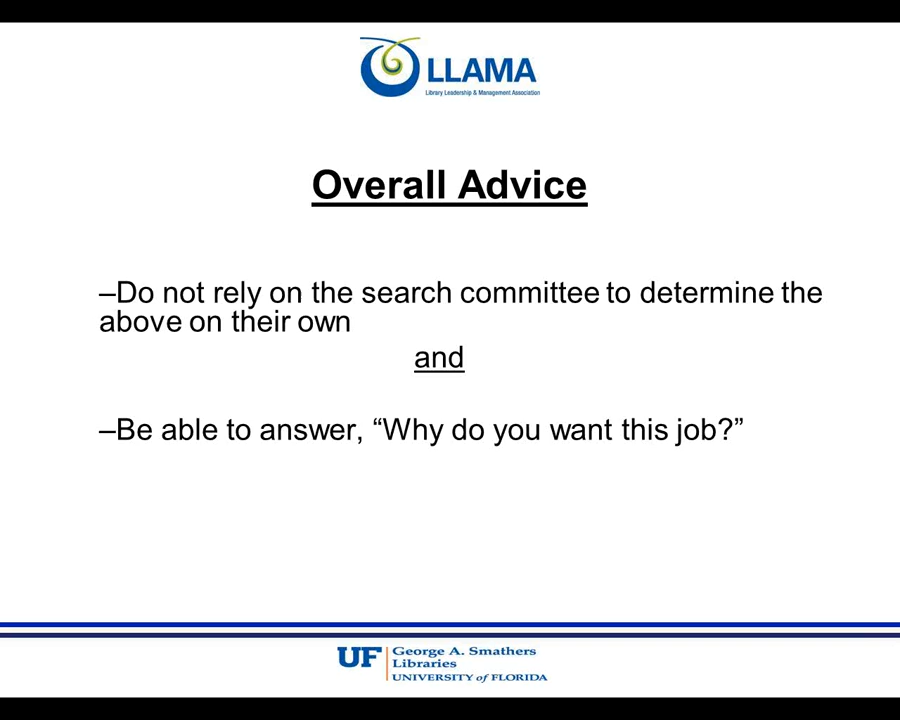 LLAMA
Library Leadership & Management Association
Overall Advice
–Do not rely on the search committee to determine the
above on their own
and
–Be able to answer, “Why do you want this job?”
UF George A. Smathers
Libraries
UNIVERSITY of FLORIDA